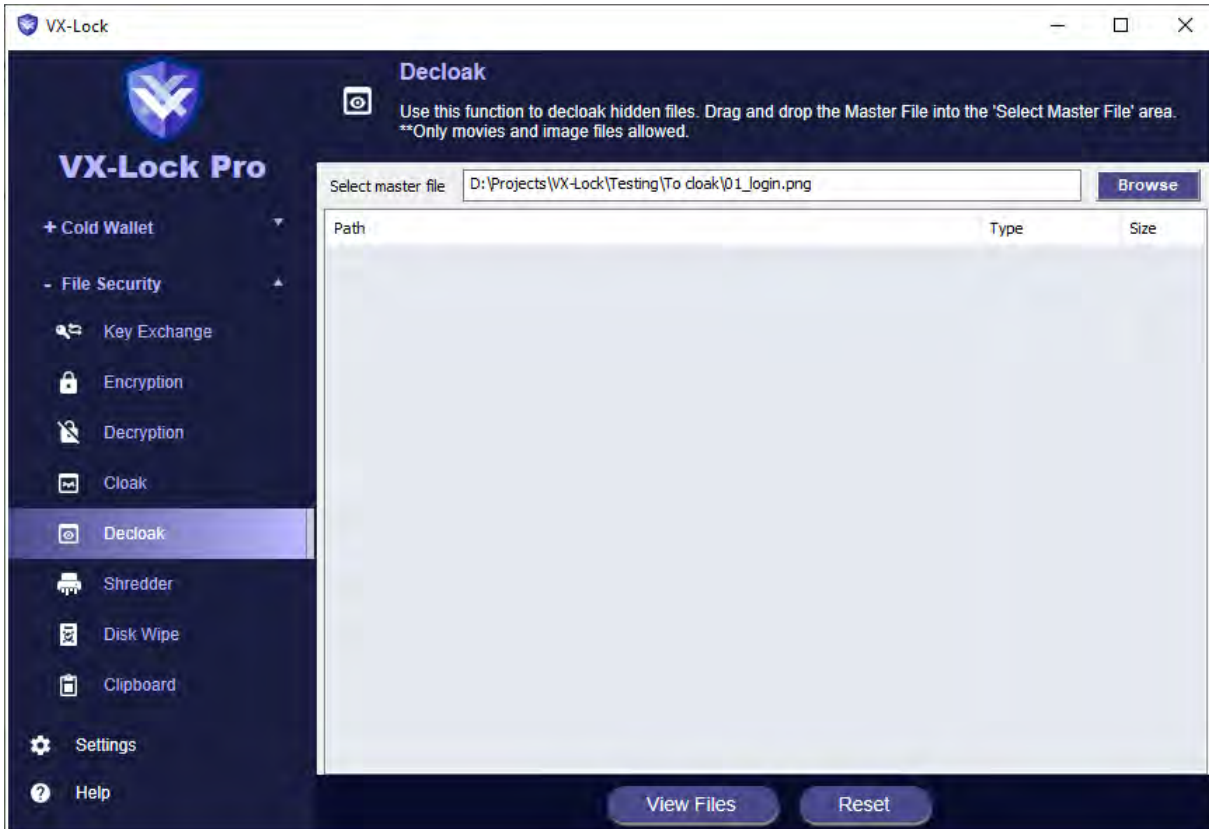 VX-Lock
VX-Lock Pro
+ Cold Wallet
- File Security
Key Exchange
Encryption
Decryption
Cloak
Decloak
Shredder
Disk Wipe
Clipboard
Settings
Help
Decloak
Use this function to decloak hidden files. Drag and drop the Master File into the 'Select Master File' area.
**Only movies and image files allowed.
Select master file D:\Projects\VX-Lock\Testing\To cloak\01_login.png Browse
Path Type Size
View Files Reset